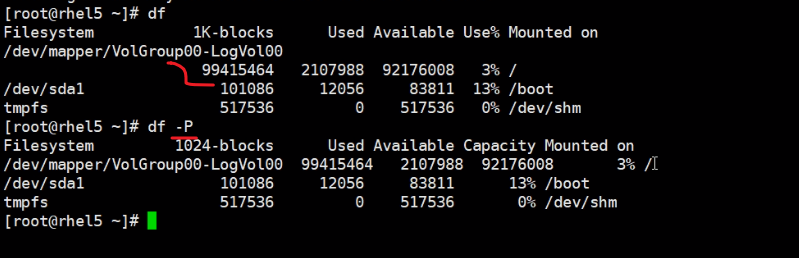 [root@rhel5 ~]# df
Filesystem           1K-blocks      Used Available Use% Mounted on
/dev/mapper/VolGroup00-LogVol00
                      99415464   2107988  92176008   3% /
/dev/sda1               101086     12056     83811  13% /boot
tmpfs                   517536         0    517536   0% /dev/shm
[root@rhel5 ~]# df -P
Filesystem         1024-blocks      Used Available Capacity Mounted on
/dev/mapper/VolGroup00-LogVol00  99415464   2107988  92176008       3% /
/dev/sda1               101086     12056     83811      13% /boot
tmpfs                   517536         0    517536       0% /dev/shm
[root@rhel5 ~]#